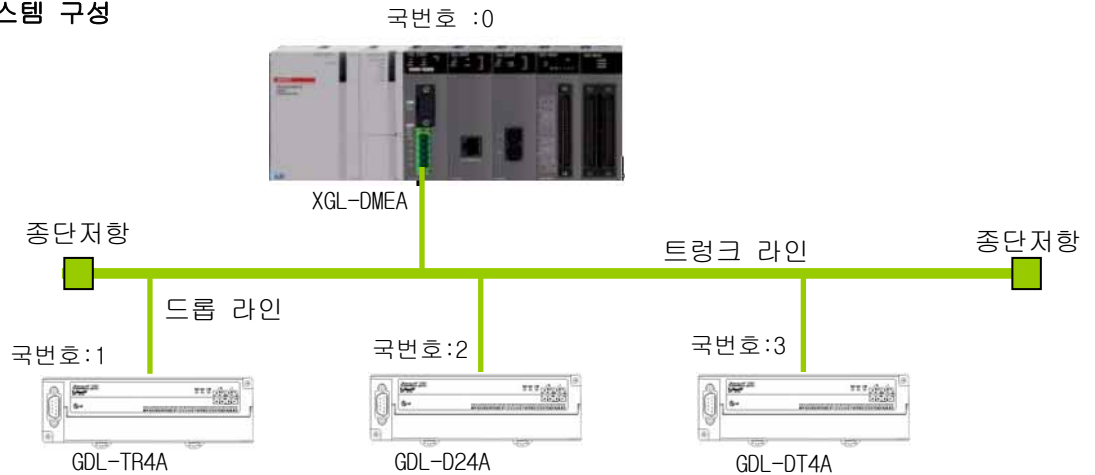 스템 구성
국번호 :0
XGL-DMEA
종단저항
트렁크 라인
종단저항
드롭 라인
국번호:1
국번호:2
국번호:3
GDL-TR4A
GDL-D24A
GDL-DT4A